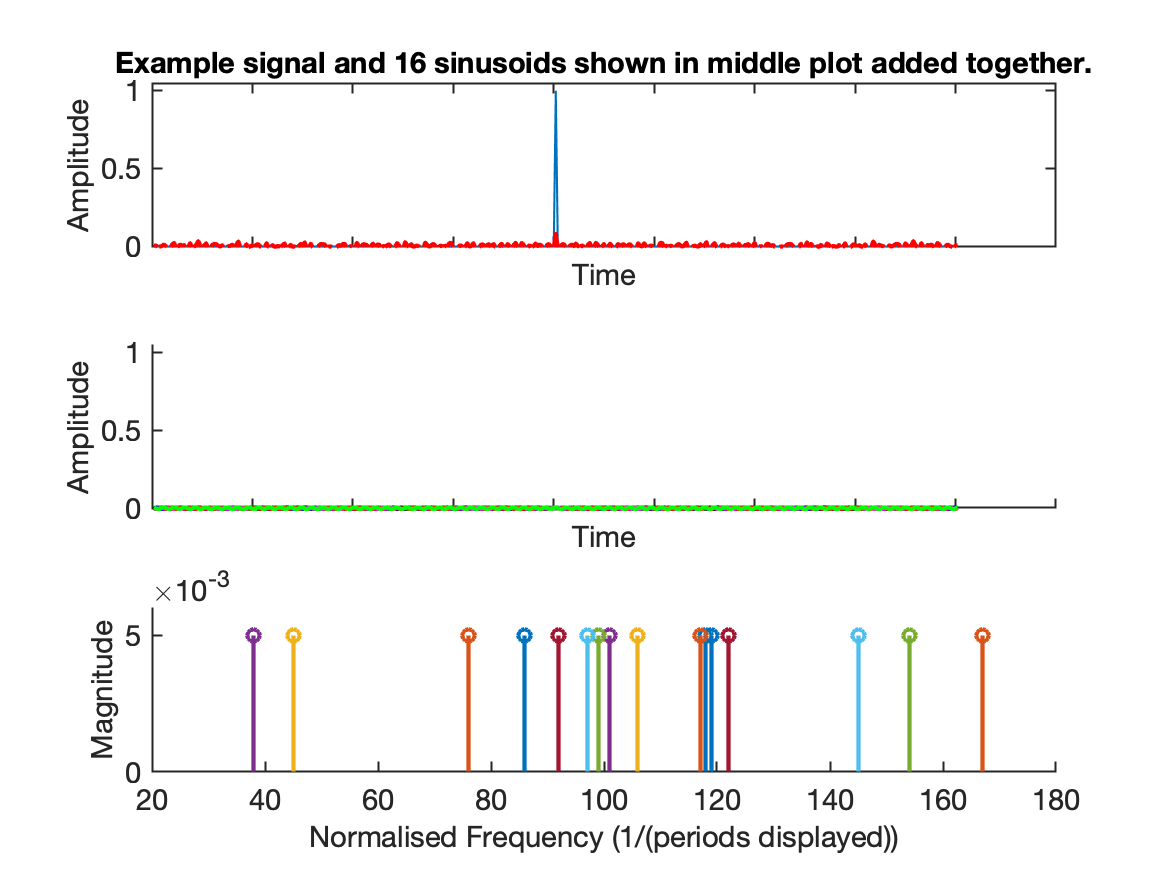 Example signal and 16 sinusoids shown in middle plot added together.
1
0.5
0
Amplitude
Time
1
0.5
0
Amplitude
Time
×10-3
5
0
Magnitude
20 40 60 80 100 120 140 160 180
Normalised Frequency (1/(periods displayed))